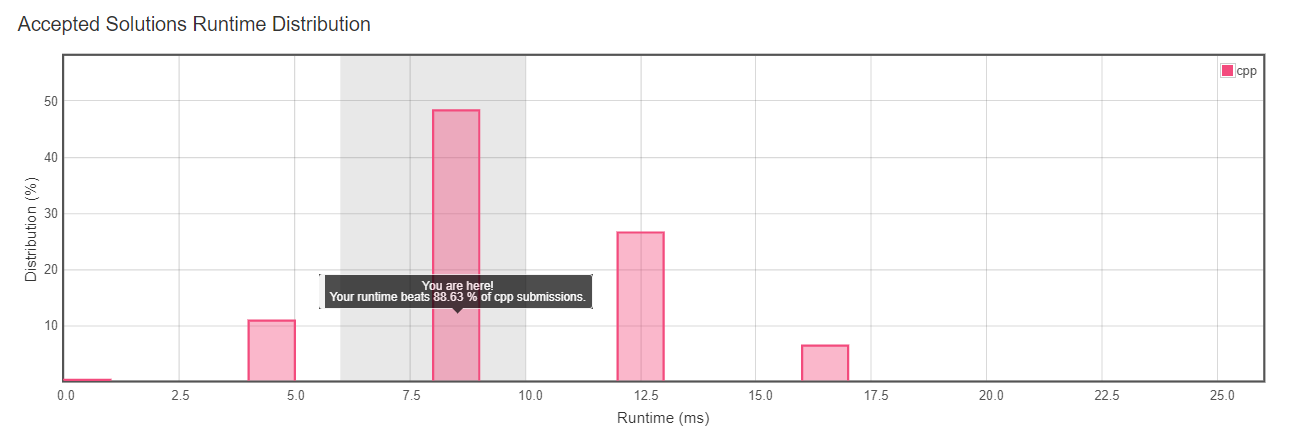 Accepted Solutions Runtime Distribution
cpp
50
40
30
20
10
Distribution (%)
You are here!
Your runtime beats 88.63 % of cpp submissions.
0.0 2.5 5.0 7.5 10.0 12.5 15.0 17.5 20.0 22.5 25.0
Runtime (ms)